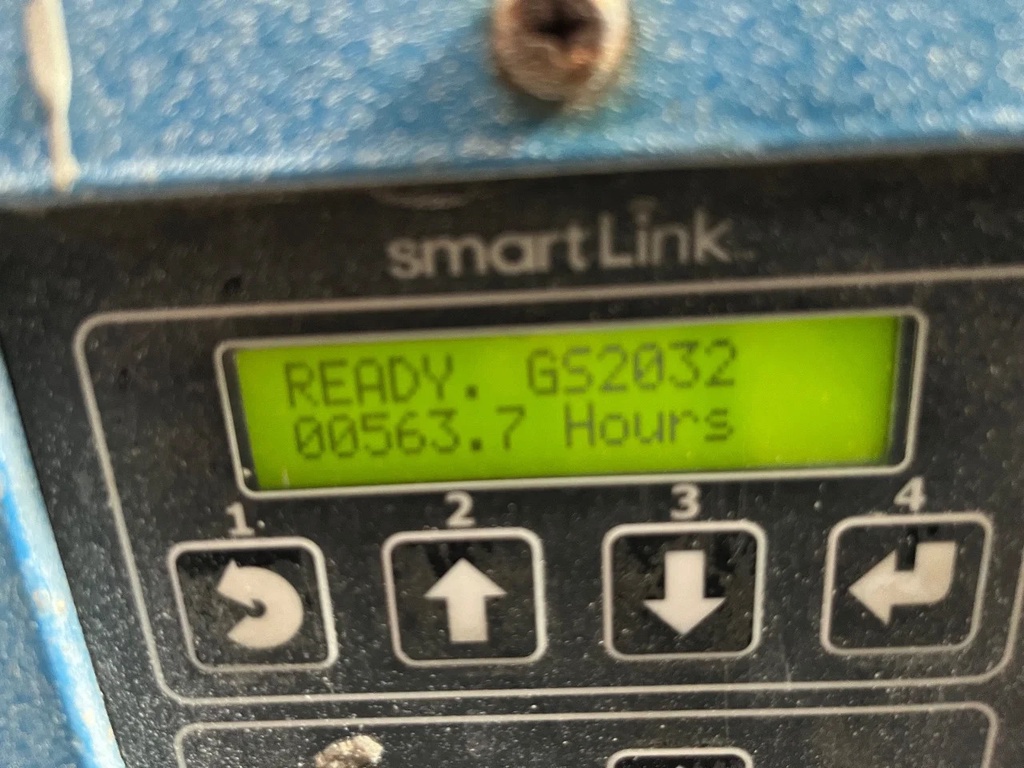 smartLink
READY. GS2032
00563.7 Hours
1 2 3 4